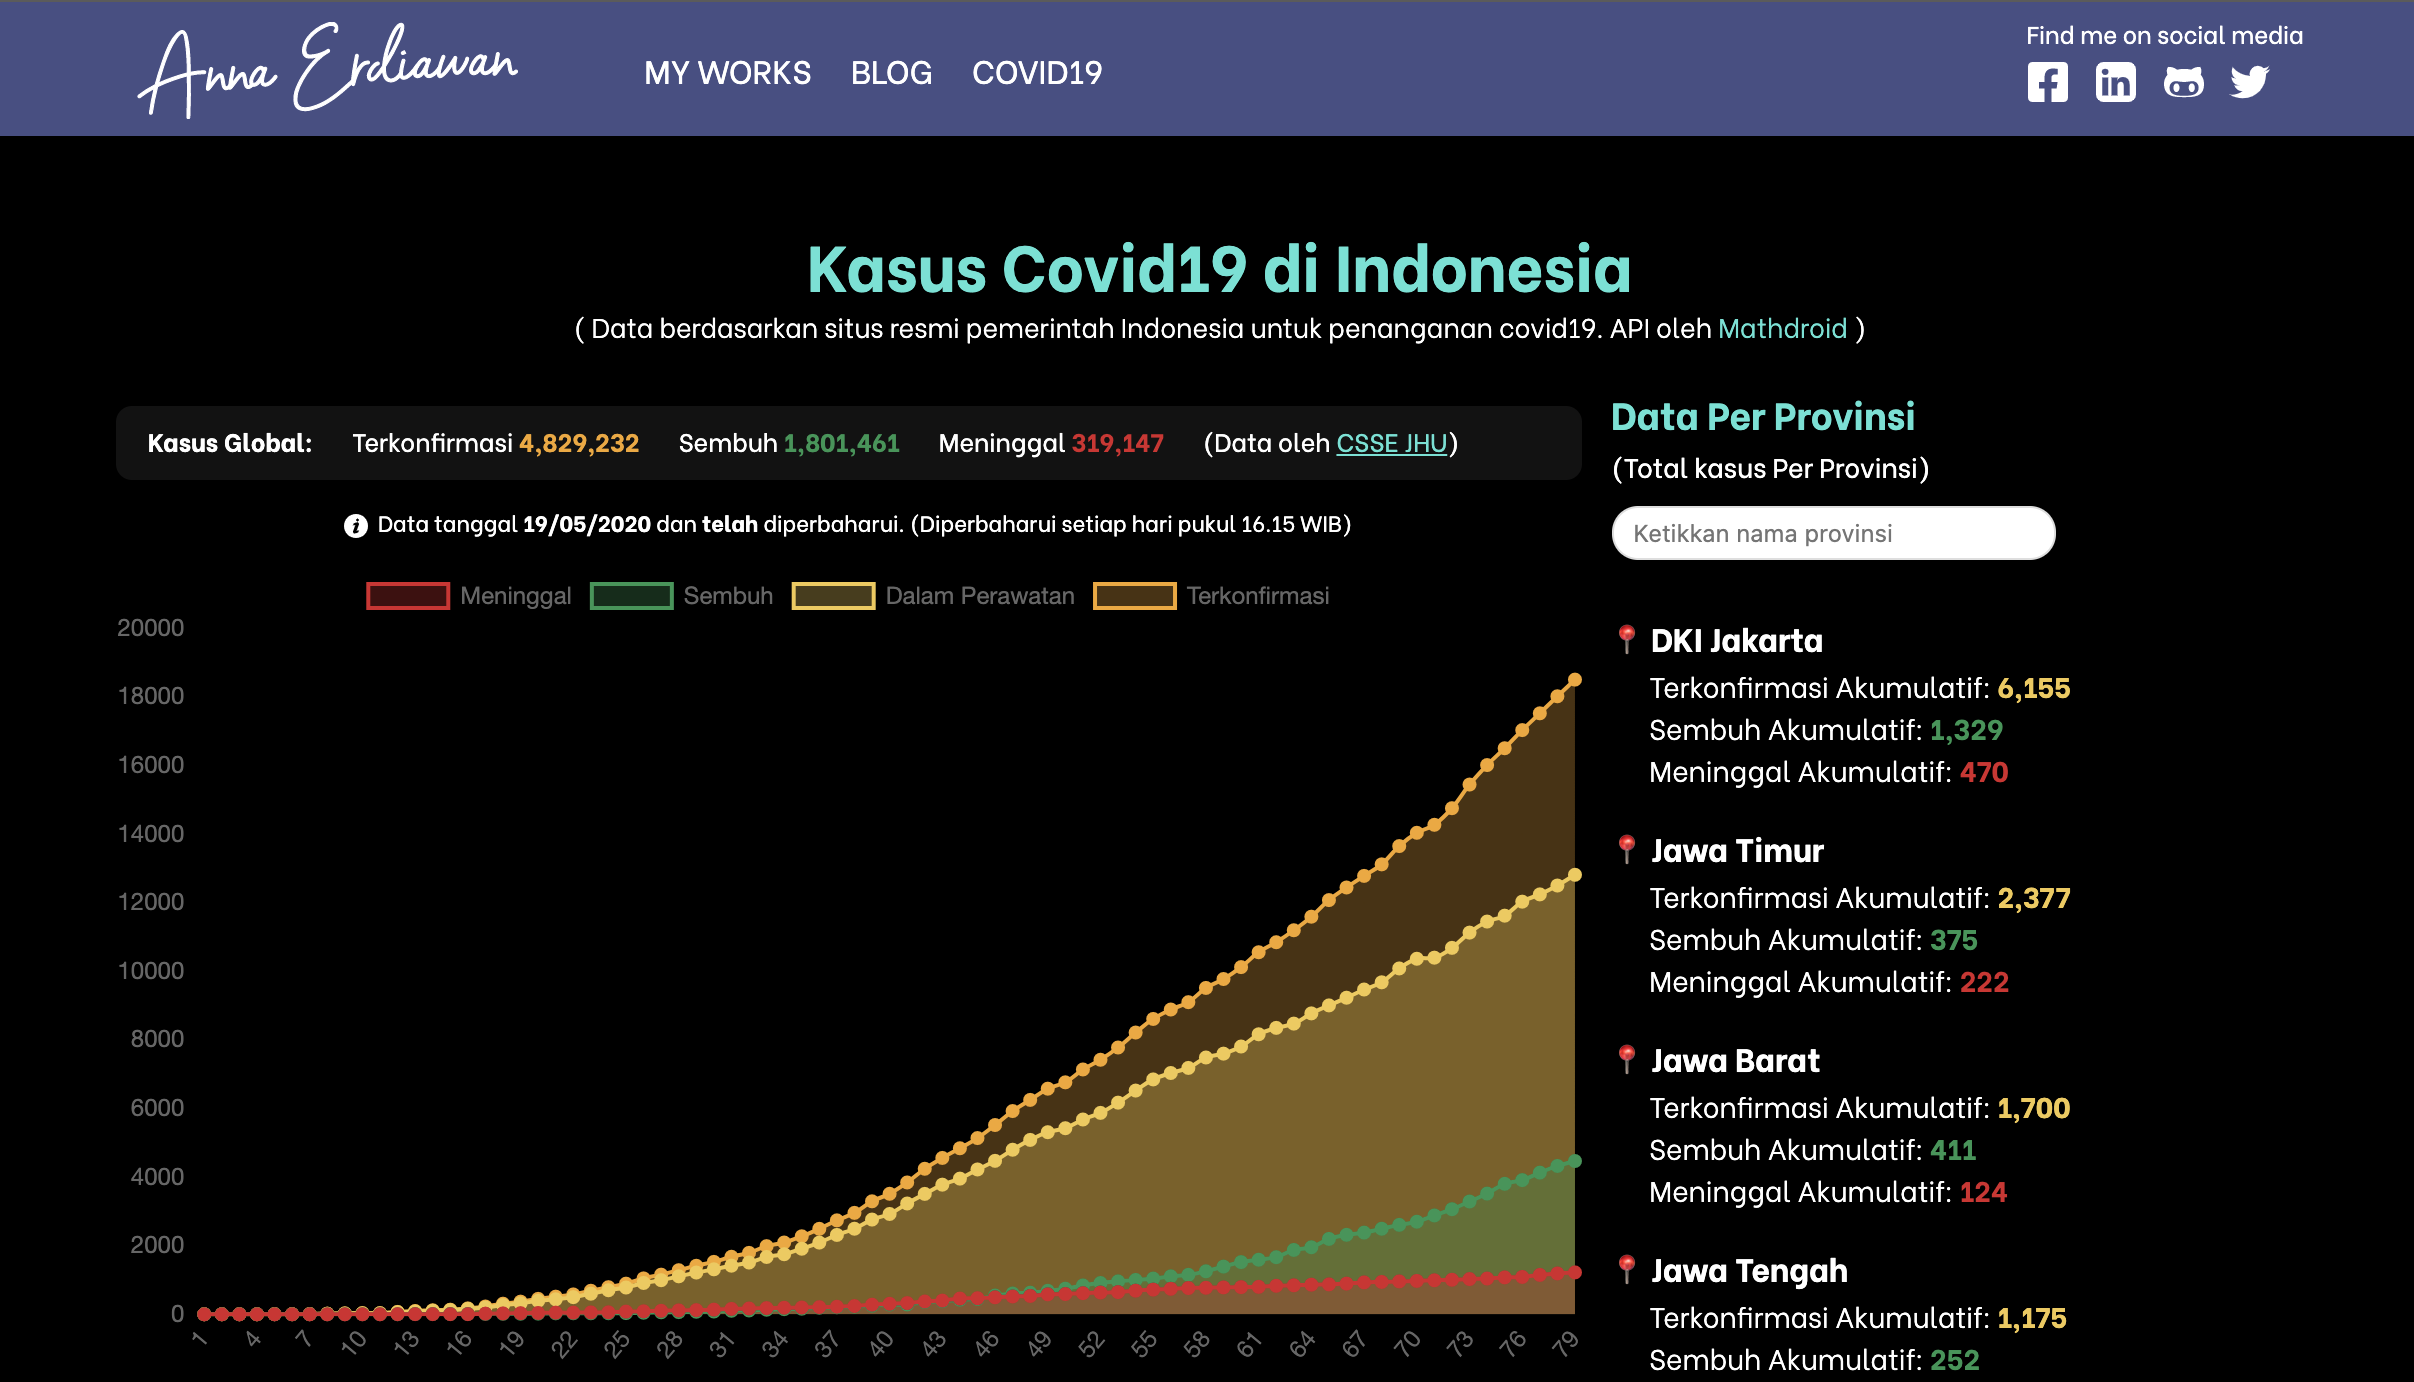 Anna Erdiawan
MY WORKS BLOG COVID19
Find me on social media
Kasus Covid19 di Indonesia
( Data berdasarkan situs resmi pemerintah Indonesia untuk penanganan covid19. API oleh Mathdroid )
Kasus Global: Terkonfirmasi 4,829,232 Sembuh 1,801,461 Meninggal 319,147 (Data oleh CSSE JHU)
Data tanggal 19/05/2020 dan telah diperbaharui. (Diperbaharui setiap hari pukul 16.15 WIB)
Meninggal Sembuh Dalam Perawatan Terkonfirmasi
20000
18000
16000
14000
12000
10000
8000
6000
4000
2000
0
1 4 7 10 13 16 19 22 25 28 31 34 37 40 43 46 49 52 55 58 61 64 67 70 73 76 79
Data Per Provinsi
(Total kasus Per Provinsi)
Ketikkan nama provinsi
DKI Jakarta
Terkonfirmasi Akumulatif: 6,155
Sembuh Akumulatif: 1,329
Meninggal Akumulatif: 470
Jawa Timur
Terkonfirmasi Akumulatif: 2,377
Sembuh Akumulatif: 375
Meninggal Akumulatif: 222
Jawa Barat
Terkonfirmasi Akumulatif: 1,700
Sembuh Akumulatif: 411
Meninggal Akumulatif: 124
Jawa Tengah
Terkonfirmasi Akumulatif: 1,175
Sembuh Akumulatif: 252